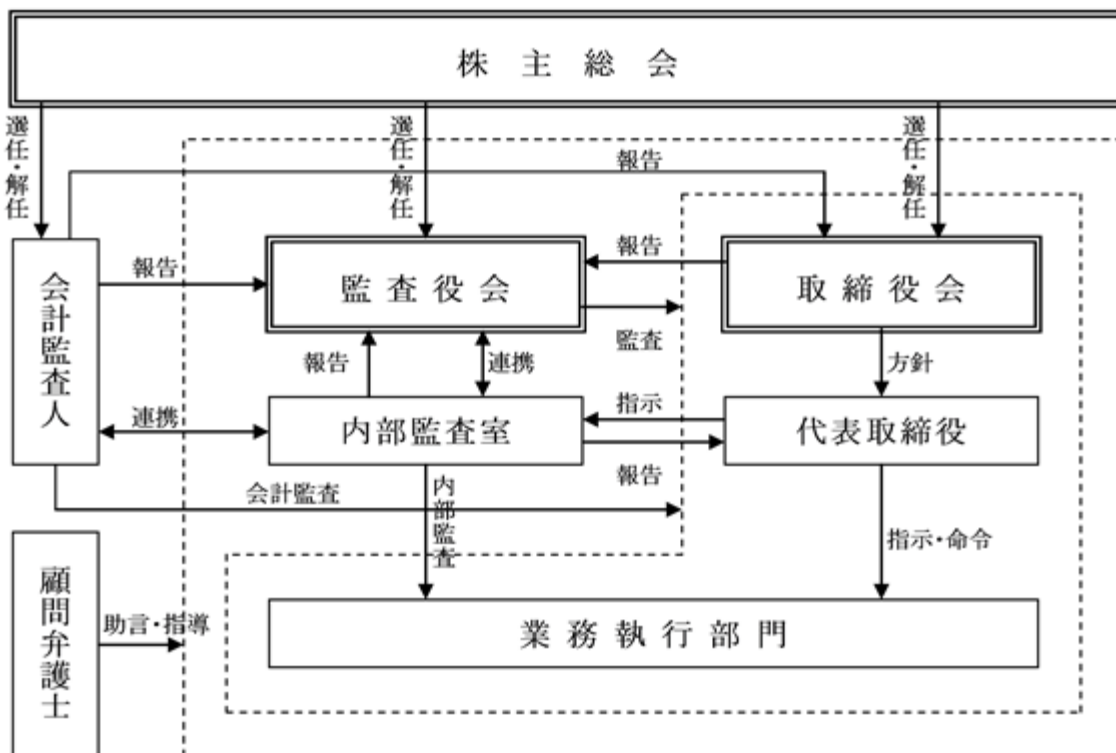 株主総会
選任・解任
選任・解任
選任・解任
報告
会計監査人
報告
監査役会
報告
取締役会
監査
報告
連携
方針
連携
内部監査室
指示
代表取締役
報告
会計監査
内部監査
指示・命令
顧問弁護士
助言・指導
業務執行部門